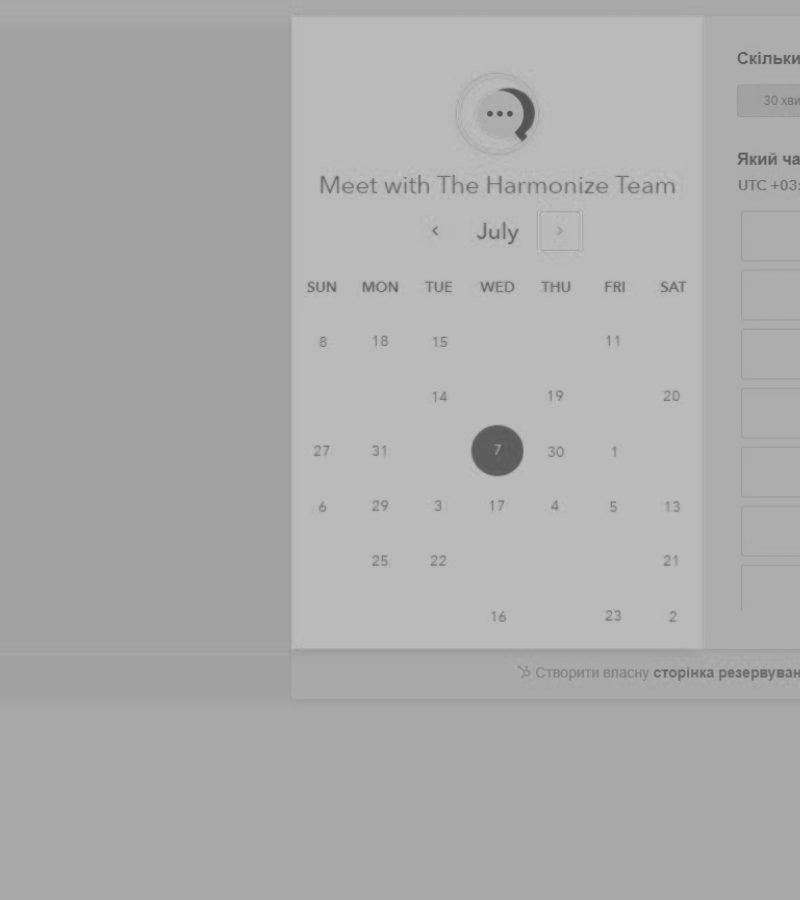 Meet with The Harmonize Team
July
SUN MON TUE WED THU FRI SAT
8 18 15 11
14 19 20
27 31 7 30 1
6 29 3 17 4 5 13
25 22 21
16 23 2
Скільки
30 хви
Який ча
UTC +03:
Створити власну сторінка резервуван